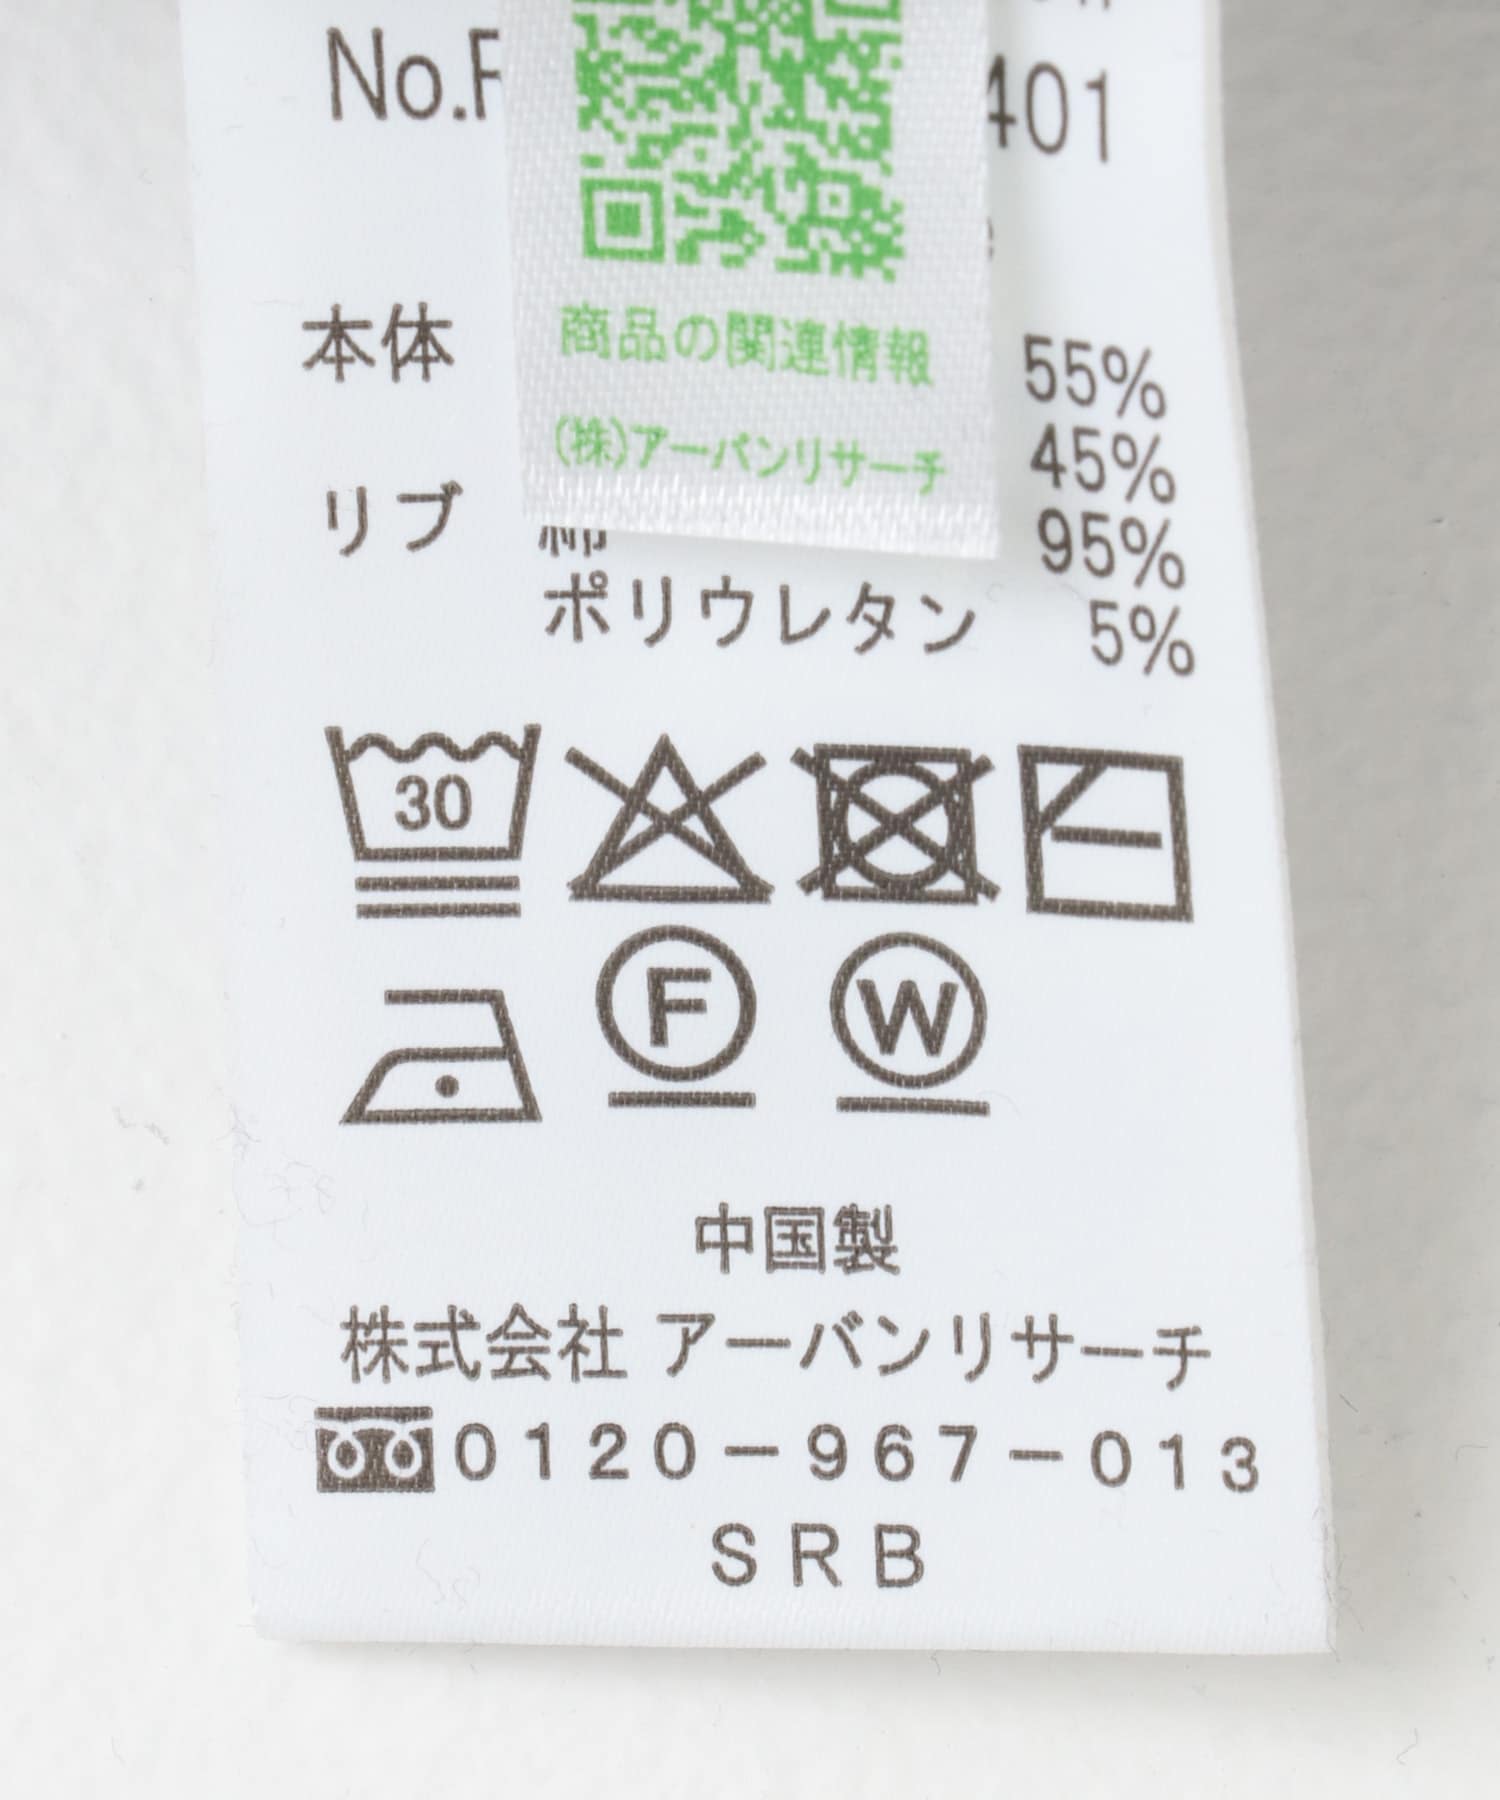 No.
401
本体
商品の関連情報
55%
(株)アーバンリサーチ
45%
リブ 綿 95%
ポリウレタン 5%
30
F W
中国製
株式会社 アーバンリサーチ
0120-967-013
SRB